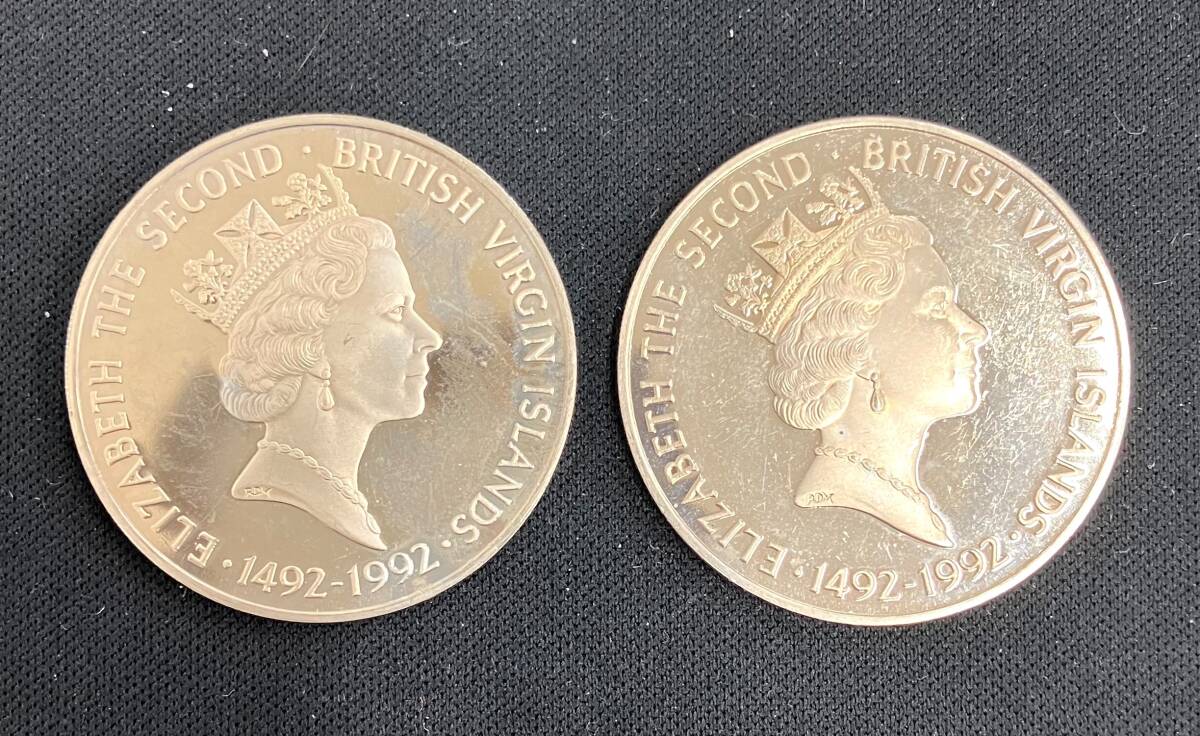 ELIZABETH THE SECOND · BRITISH VIRGIN ISLANDS ·
· 1492-1992 ·
RDM
ELIZABETH THE SECOND · BRITISH VIRGIN ISLANDS ·
· 1492-1992 ·
RDM